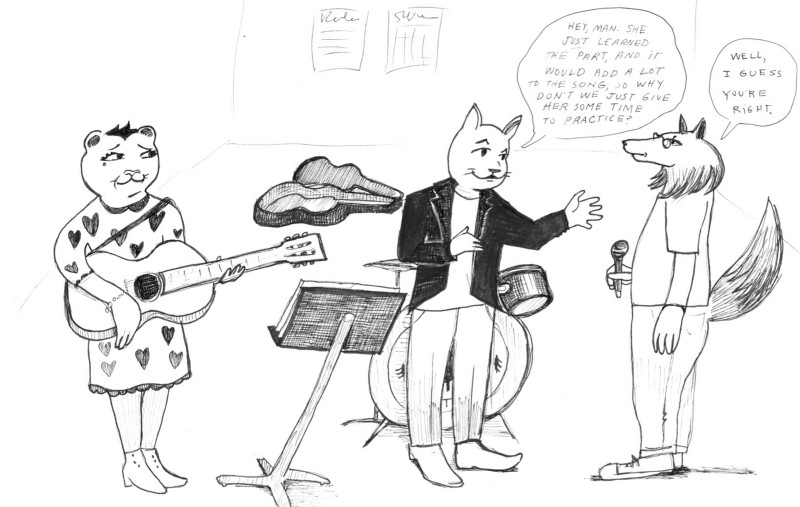 Rules
HEY, MAN. SHE
JUST LEARNED
THE PART, AND IT
WOULD ADD A LOT
TO THE SONG, SO WHY
DON'T WE JUST GIVE
HER SOME TIME
TO PRACTICE?
WELL,
I GUESS
YOU'RE
RIGHT.